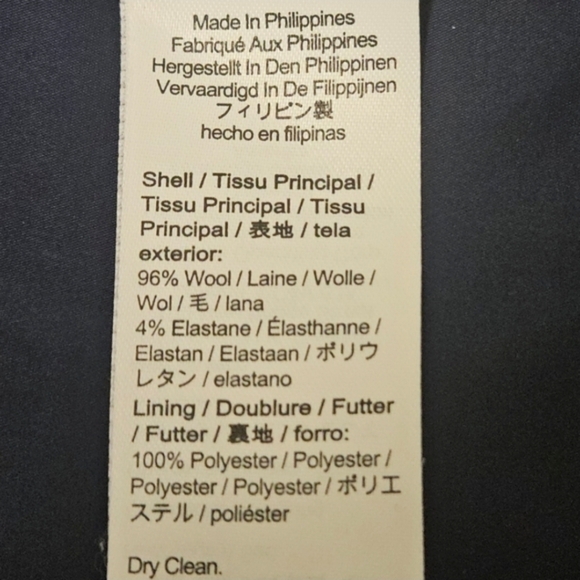 Made In Philippines
Fabriqué Aux Philippines
Hergestellt In Den Philippinen
Vervaardigd In De Filippijnen
フィリピン製
hecho en filipinas
Shell / Tissu Principal /
Tissu Principal / Tissu
Principal / 表地 / tela
exterior:
96% Wool / Laine / Wolle /
Wol / 毛 / lana
4% Elastane / Élasthanne /
Elastan / Elastaan / ポリウ
レタン / elastano
Lining / Doublure / Futter
/ Futter / 裏地 / forro:
100% Polyester / Polyester /
Polyester / Polyester / ポリエ
ステル / poliéster
Dry Clean.